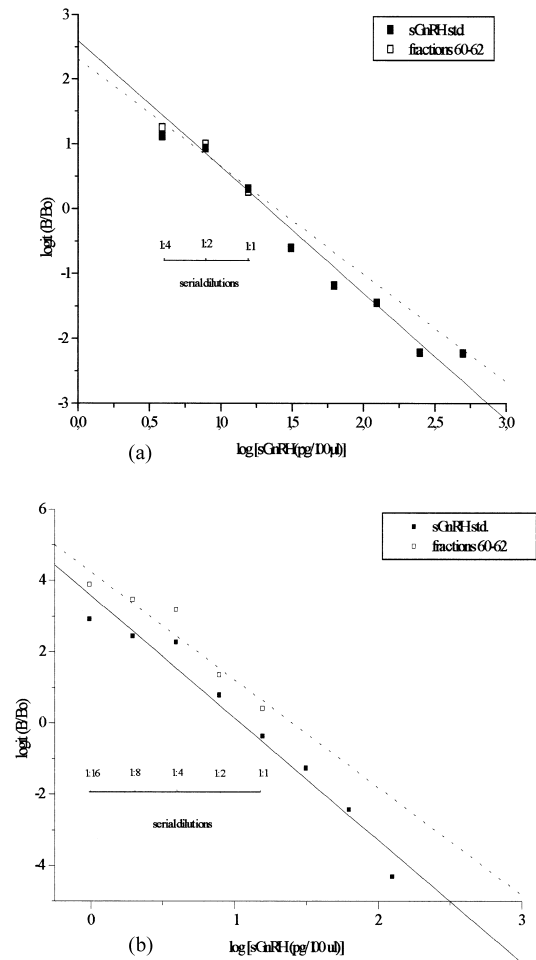 sGnRH std.
fractions 60-62
3
2
1
0
-1
-2
-3
logit (B/Bo)
1:4 1:2 1:1
serial dilutions
0,0 0,5 1,0 1,5 2,0 2,5 3,0
log [sGnRH (pg/100 µl)]
(a)
sGnRH std.
fractions 60-62
6
4
2
0
-2
-4
logit (B/Bo)
1:16 1:8 1:4 1:2 1:1
serial dilutions
0 1 2 3
log [sGnRH (pg/100 ul)]
(b)